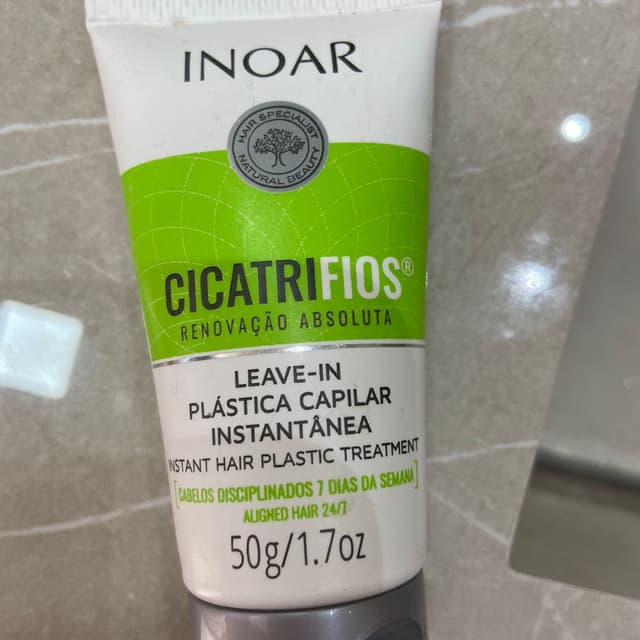 INOAR
HAIR SPECIALIST
NATURAL BEAUTY
CICATRIFIOS®
RENOVAÇÃO ABSOLUTA
LEAVE-IN
PLÁSTICA CAPILAR
INSTANTÂNEA
INSTANT HAIR PLASTIC TREATMENT
[CABELOS DISCIPLINADOS 7 DIAS DA SEMANA]
ALIGNED HAIR 24/7
50g/1.7oz